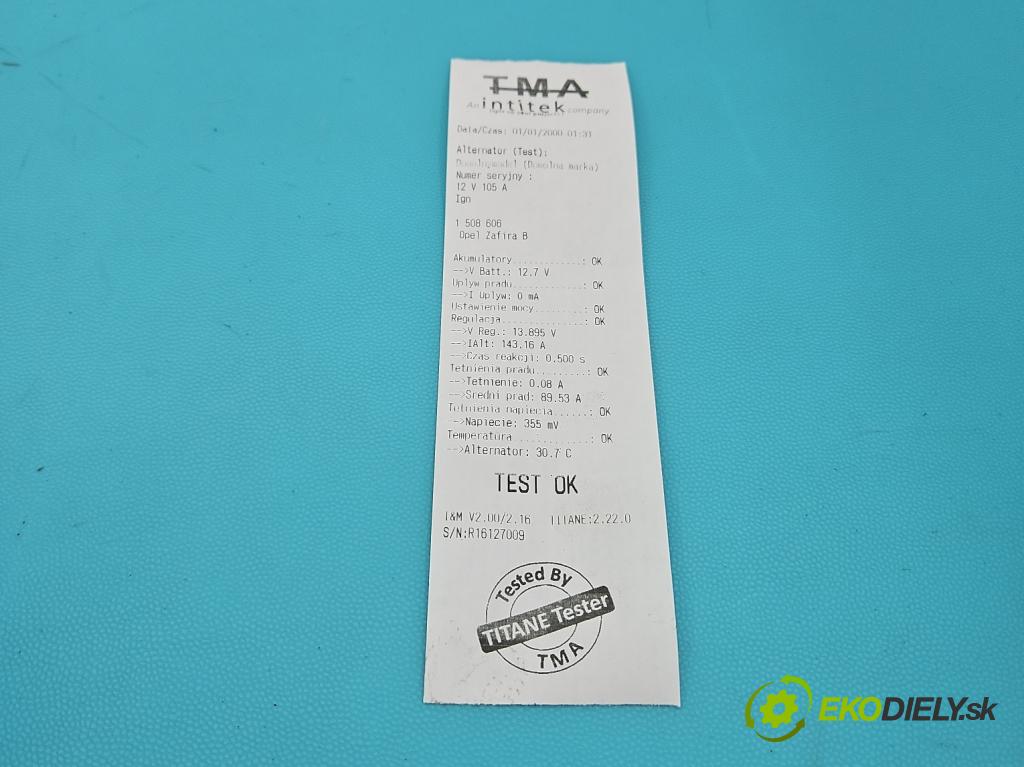 TMA
An intitek company
Data/Czas: 01/01/2000 01:31
Alternator (Test):
(Dowolna marka)
Numer seryjny :
12 V 105 A
Ign
1 508 606
Opel Zafira B
Akumulatory............: OK
-->V Batt.: 12.7 V
Uplyw pradu............: OK
-->I Uplyw: 0 mA
Ustawienie mocy........: OK
Regulacja..............: OK
-->V Reg.: 13.895 V
-->IAlt: 143.16 A
-->Czas reakcji: 0.500 s
Tetnienia pradu........: OK
-->Tetnienie: 0.08 A
-->Sredni prad: 89.53 A
Tetnienia napiecia.....: OK
-->Napiecie: 355 mV
Temperatura............: OK
-->Alternator: 30.7°C
TEST OK
I&M V2.00/2.16 TITANE:2.22.0
S/N:R16127009
Tested By
TITANE Tester
TMA
EKODIELY.sk